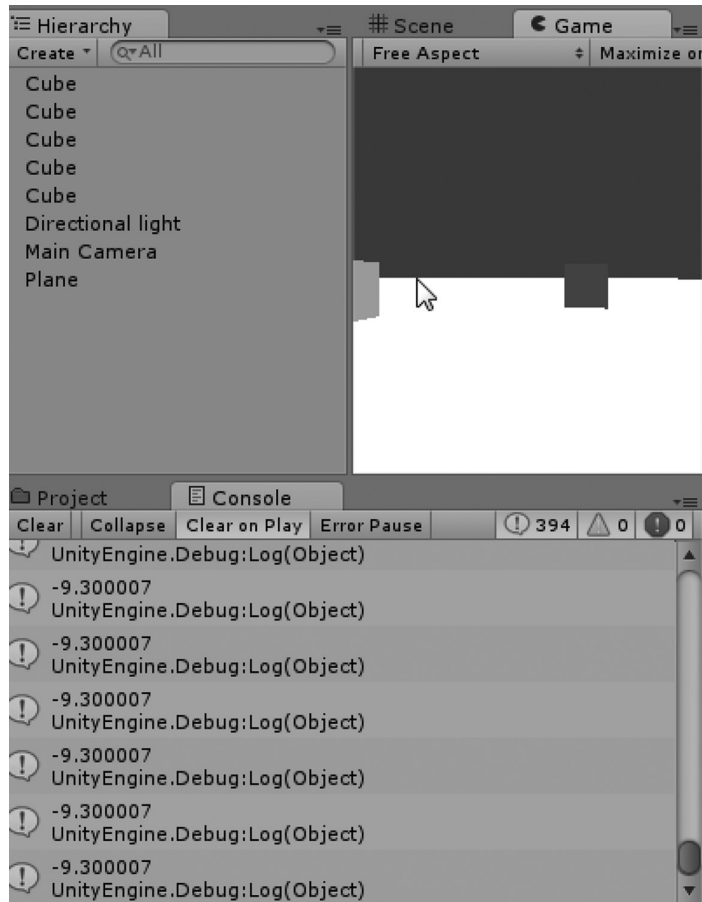 Hierarchy
Create All
Cube
Cube
Cube
Cube
Cube
Directional light
Main Camera
Plane
Scene Game
Free Aspect Maximize or
Project Console
Clear Collapse Clear on Play Error Pause 394 0 0
UnityEngine.Debug:Log(Object)
-9.300007
UnityEngine.Debug:Log(Object)
-9.300007
UnityEngine.Debug:Log(Object)
-9.300007
UnityEngine.Debug:Log(Object)
-9.300007
UnityEngine.Debug:Log(Object)
-9.300007
UnityEngine.Debug:Log(Object)
-9.300007
UnityEngine.Debug:Log(Object)